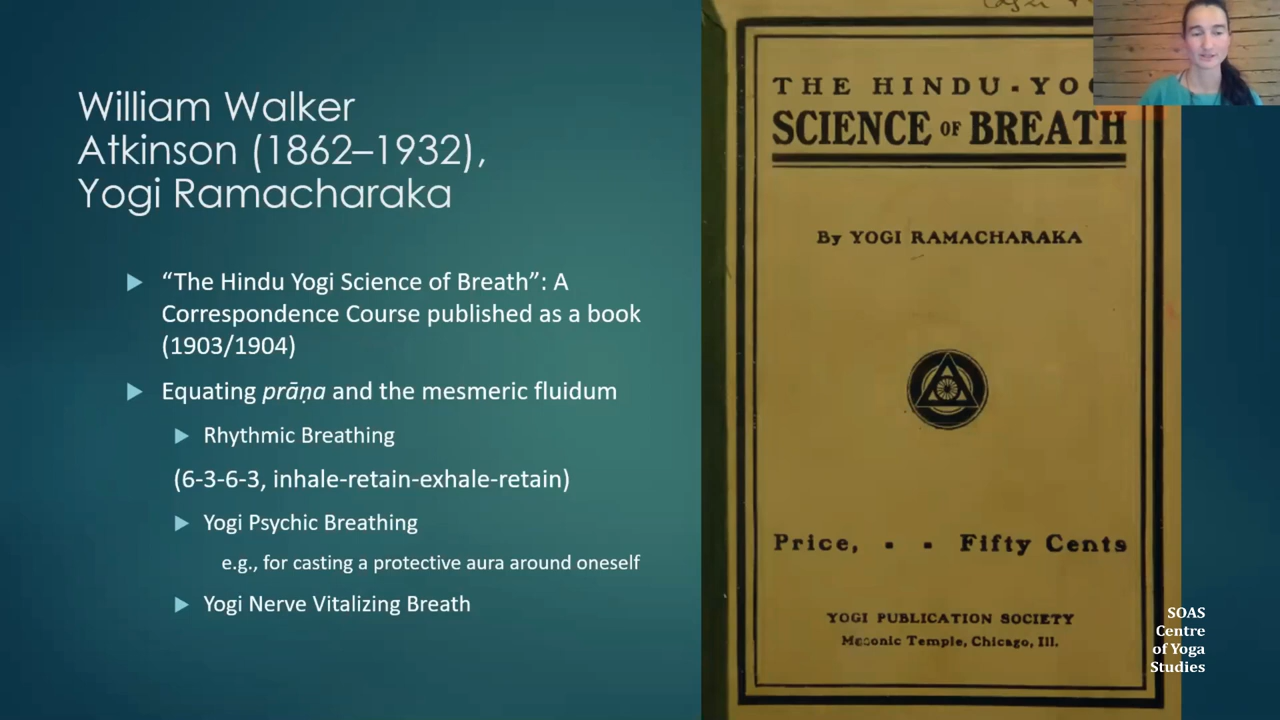 William Walker
Atkinson (1862–1932),
Yogi Ramacharaka
"The Hindu Yogi Science of Breath": A
Correspondence Course published as a book
(1903/1904)
Equating prāṇa and the mesmeric fluidum
Rhythmic Breathing
(6-3-6-3, inhale-retain-exhale-retain)
Yogi Psychic Breathing
e.g., for casting a protective aura around oneself
Yogi Nerve Vitalizing Breath
THE HINDU-YO
SCIENCE OF BREATH
By YOGI RAMACHARAKA
Price, - - Fifty Cents
YOGI PUBLICATION SOCIETY
Masonic Temple, Chicago, Ill.
SOAS
Centre
of Yoga
Studies